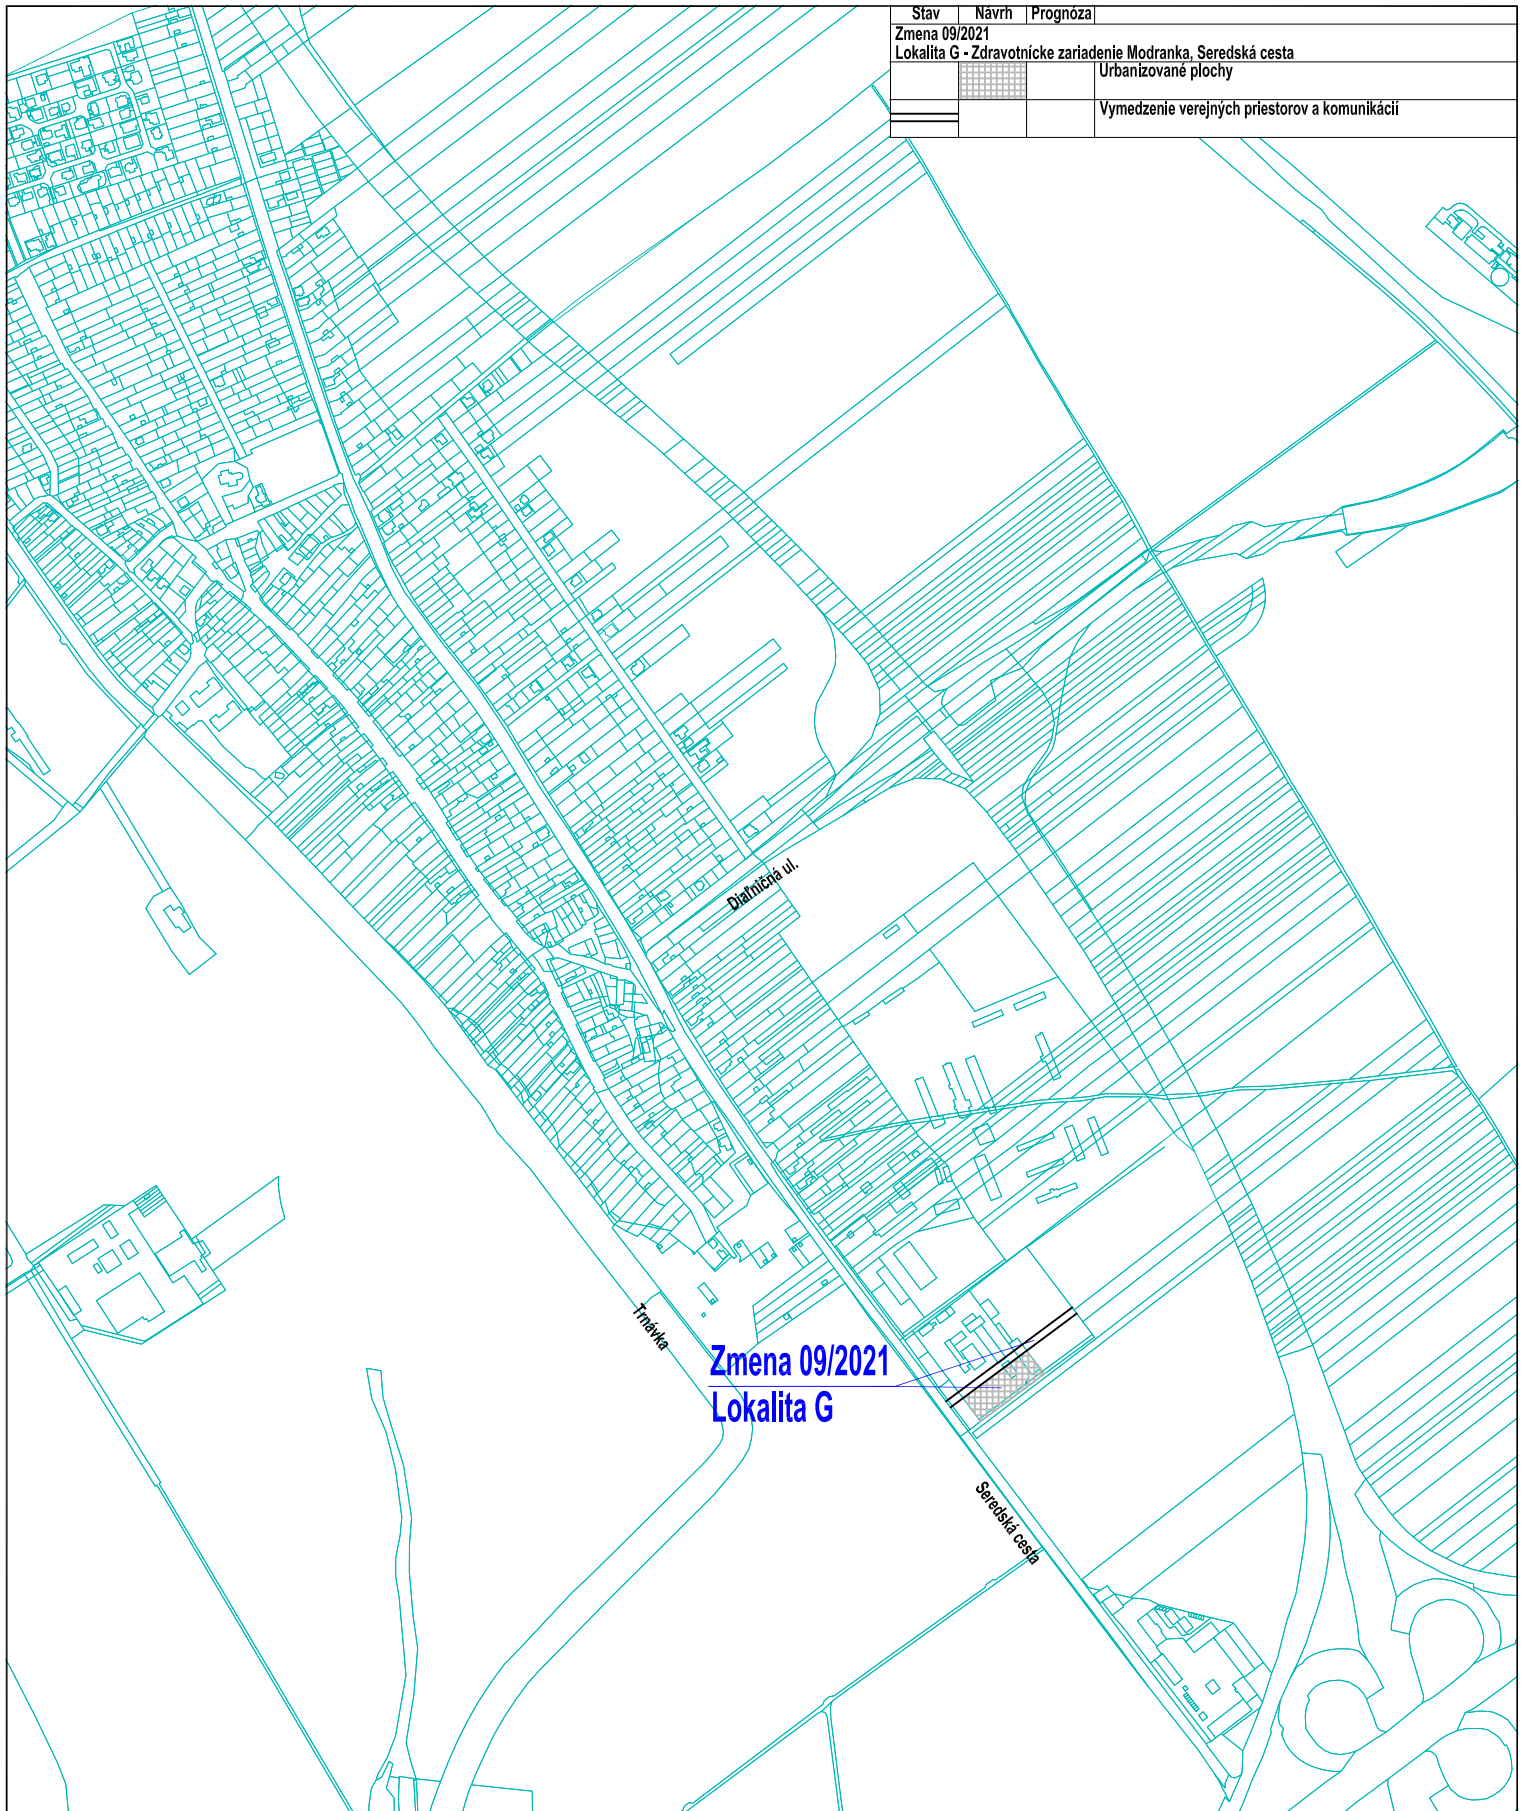 Stav Návrh Prognóza
Zmena 09/2021
Lokalita G - Zdravotnícke zariadenie Modranka, Seredská cesta
Urbanizované plochy
Vymedzenie verejných priestorov a komunikácií
Diaľničná ul.
Trnávka
Zmena 09/2021
Lokalita G
Seredská cesta